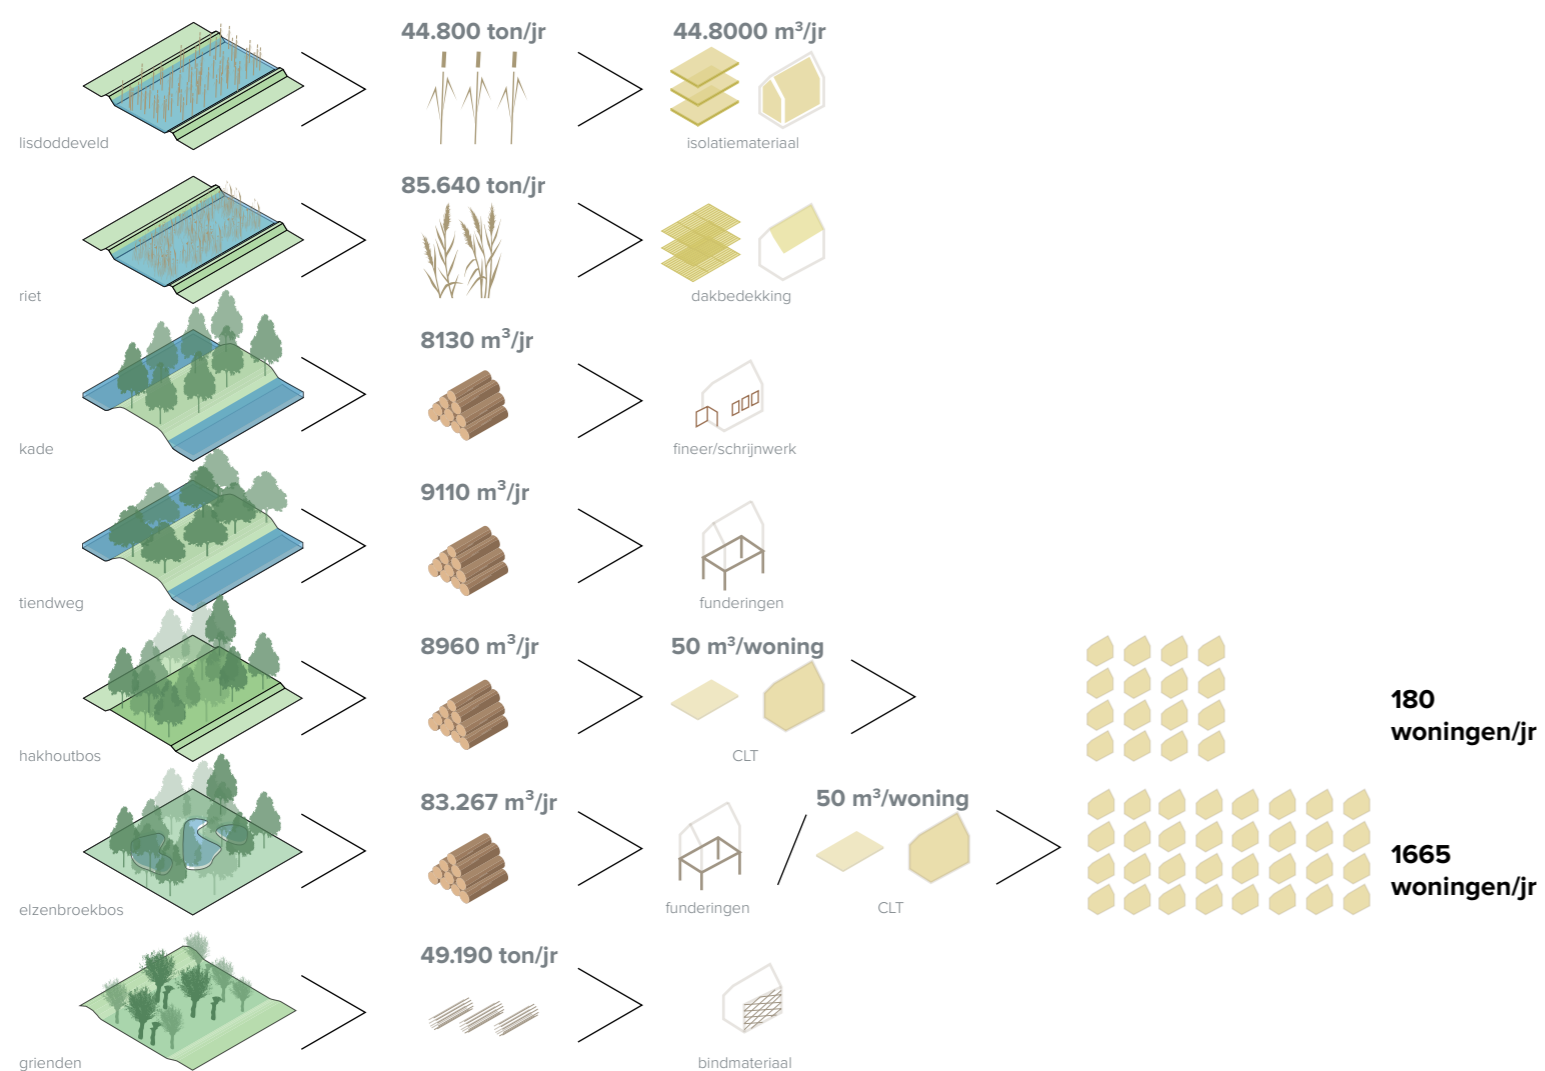 44.800 ton/jr
44.8000 m³/jr
lisdoddeveld
isolatiemateriaal
85.640 ton/jr
riet
dakbedekking
8130 m³/jr
kade
fineer/schrijnwerk
9110 m³/jr
tiendweg
funderingen
8960 m³/jr
50 m³/woning
hakhoutbos
CLT
180
woningen/jr
83.267 m³/jr
50 m³/woning
elzenbroekbos
funderingen
CLT
1665
woningen/jr
49.190 ton/jr
grienden
bindmateriaal